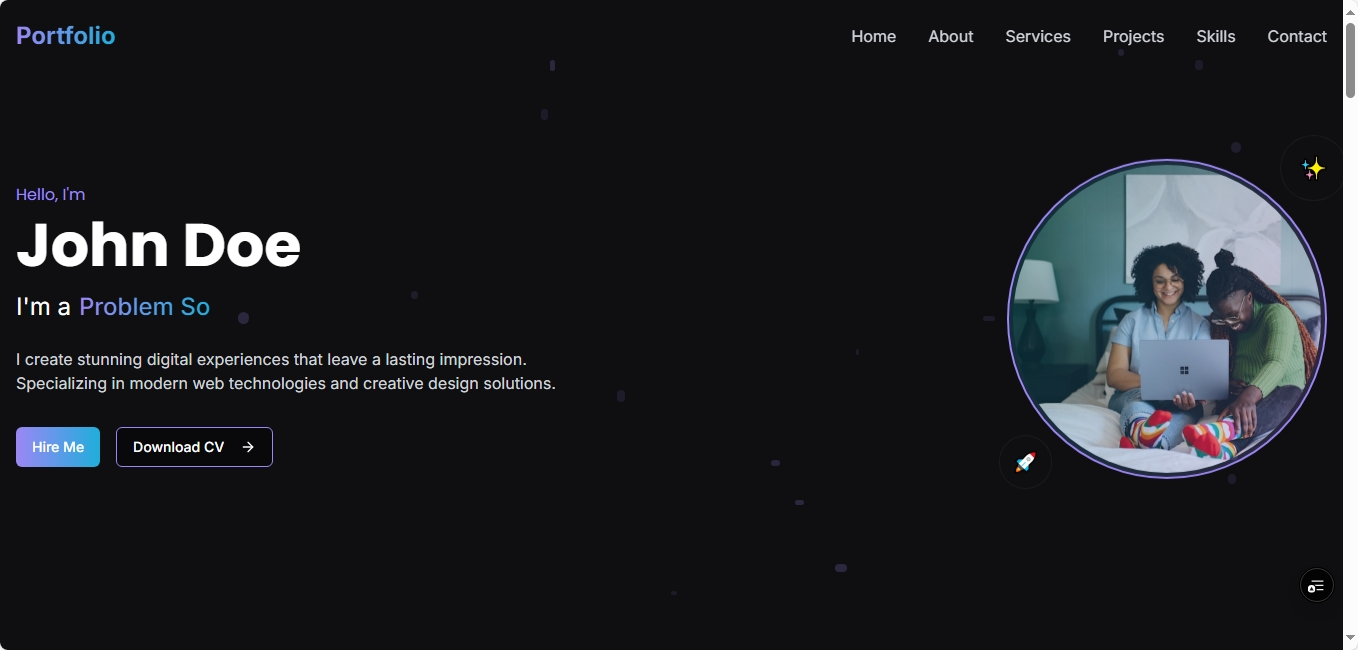 Portfolio
Home About Services Projects Skills Contact
Hello, I'm
John Doe
I'm a Problem So
I create stunning digital experiences that leave a lasting impression.
Specializing in modern web technologies and creative design solutions.
Hire Me
Download CV →